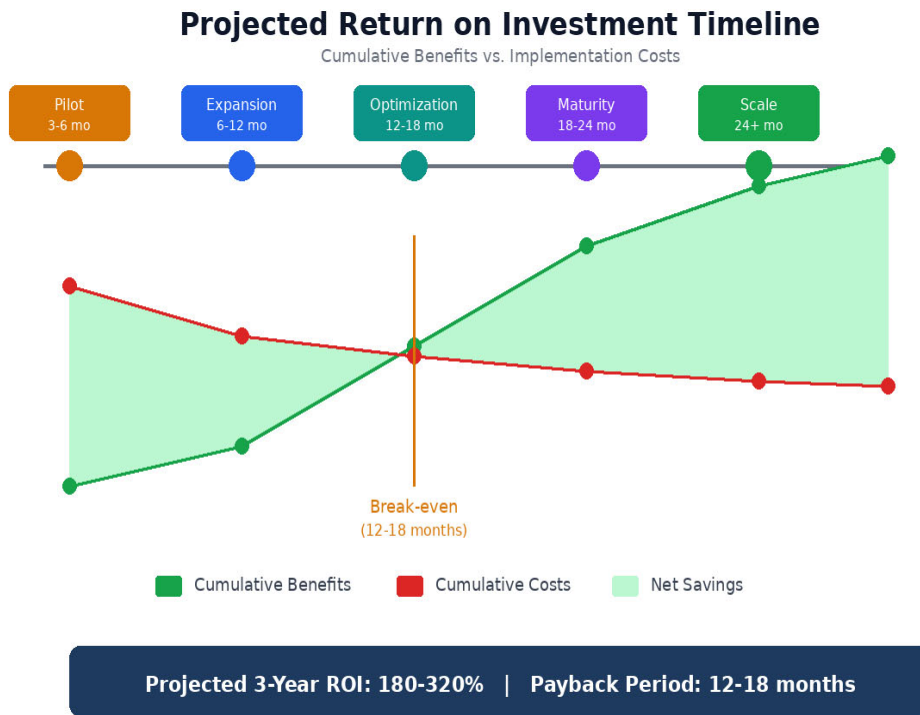 Projected Return on Investment Timeline
Cumulative Benefits vs. Implementation Costs
Pilot
3-6 mo
Expansion
6-12 mo
Optimization
12-18 mo
Maturity
18-24 mo
Scale
24+ mo
Break-even
(12-18 months)
Cumulative Benefits
Cumulative Costs
Net Savings
Projected 3-Year ROI: 180-320% | Payback Period: 12-18 months